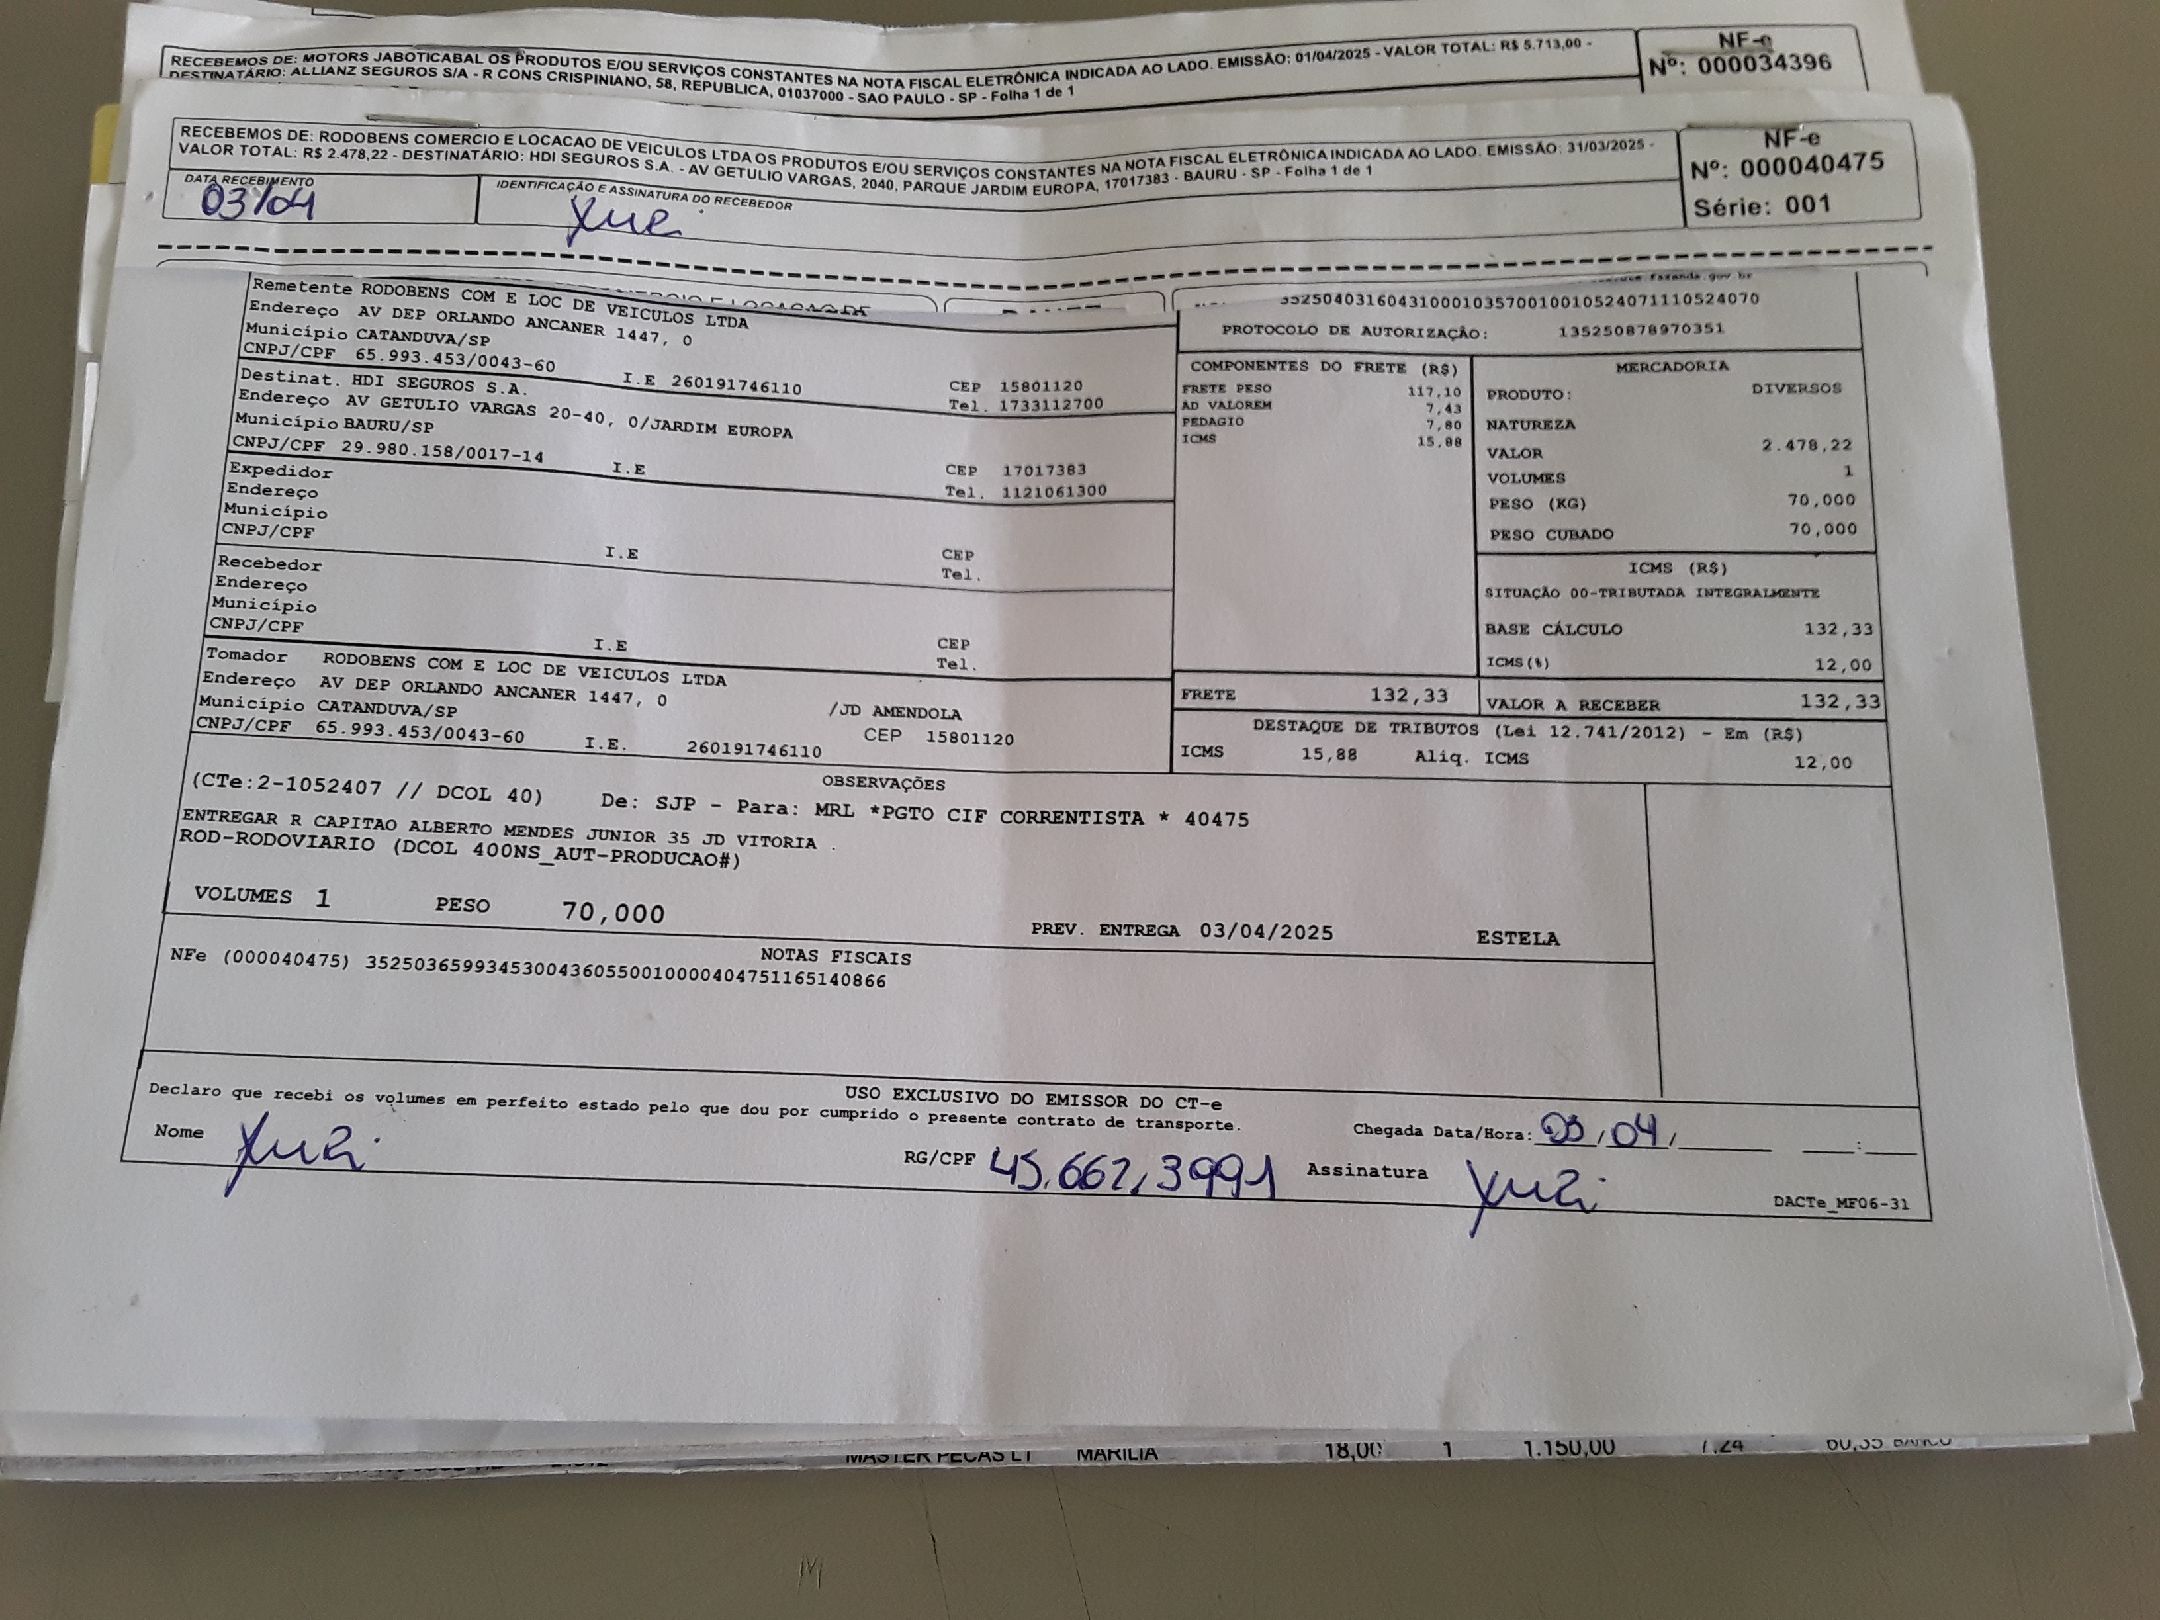 RECEBEMOS DE: MOTORS JABOTICABAL OS PRODUTOS E/OU SERVIÇOS CONSTANTES NA NOTA FISCAL ELETRÔNICA INDICADA AO LADO. EMISSÃO: 01/04/2025 - VALOR TOTAL: R$ 5.713,00 -
DESTINATÁRIO: ALLIANZ SEGUROS S/A - R CONS CRISPINIANO, 58, REPUBLICA, 01037000 - SAO PAULO - SP - Folha 1 de 1
NF-e
Nº: 000034396
RECEBEMOS DE: RODOBENS COMERCIO E LOCACAO DE VEICULOS LTDA OS PRODUTOS E/OU SERVIÇOS CONSTANTES NA NOTA FISCAL ELETRÔNICA INDICADA AO LADO. EMISSÃO: 31/03/2025 -
VALOR TOTAL: R$ 2.478,22 - DESTINATÁRIO: HDI SEGUROS S.A. - AV GETULIO VARGAS, 2040, PARQUE JARDIM EUROPA, 17017383 - BAURU - SP - Folha 1 de 1
NF-e
Nº: 000040475
Série: 001
DATA RECEBIMENTO
03/04
IDENTIFICAÇÃO E ASSINATURA DO RECEBEDOR
Yuri
Remetente RODOBENS COM E LOC DE VEICULOS LTDA
Endereço AV DEP ORLANDO ANCANER 1447, 0
Município CATANDUVA/SP
CNPJ/CPF 65.993.453/0043-60 I.E 260191746110
CEP 15801120
Tel. 1733112700
Destinat. HDI SEGUROS S.A.
Endereço AV GETULIO VARGAS 20-40, 0/JARDIM EUROPA
Município BAURU/SP
CNPJ/CPF 29.980.158/0017-14 I.E
CEP 17017383
Tel. 1121061300
Expedidor
Endereço
Município
CNPJ/CPF I.E
CEP
Tel.
Recebedor
Endereço
Município
CNPJ/CPF I.E
CEP
Tel.
Tomador RODOBENS COM E LOC DE VEICULOS LTDA
Endereço AV DEP ORLANDO ANCANER 1447, 0 /JD AMENDOLA
Município CATANDUVA/SP CEP 15801120
CNPJ/CPF 65.993.453/0043-60 I.E. 260191746110
fazenda.gov.br
35250403160431000103570010010524071110524070
PROTOCOLO DE AUTORIZAÇÃO: 135250878970351
COMPONENTES DO FRETE (R$)
FRETE PESO 117,10
AD VALOREM 7,43
PEDAGIO 7,80
ICMS 15,88
MERCADORIA
PRODUTO: DIVERSOS
NATUREZA
VALOR 2.478,22
VOLUMES 1
PESO (KG) 70,000
PESO CUBADO 70,000
ICMS (R$)
SITUAÇÃO 00-TRIBUTADA INTEGRALMENTE
BASE CÁLCULO 132,33
ICMS(%) 12,00
FRETE 132,33
VALOR A RECEBER 132,33
DESTAQUE DE TRIBUTOS (Lei 12.741/2012) - Em (R$)
ICMS 15,88 Aliq. ICMS 12,00
OBSERVAÇÕES
(CTe:2-1052407 // DCOL 40) De: SJP - Para: MRL *PGTO CIF CORRENTISTA * 40475
ENTREGAR R CAPITAO ALBERTO MENDES JUNIOR 35 JD VITORIA .
ROD-RODOVIARIO (DCOL 400NS_AUT-PRODUCAO#)
VOLUMES 1 PESO 70,000
PREV. ENTREGA 03/04/2025 ESTELA
NOTAS FISCAIS
NFe (000040475) 35250365993453004360550010000404751165140866
USO EXCLUSIVO DO EMISSOR DO CT-e
Declaro que recebi os volumes em perfeito estado pelo que dou por cumprido o presente contrato de transporte.
Chegada Data/Hora: 03/04/ :
Nome Yuri RG/CPF 45.662.3991 Assinatura Yuri
DACTe_MF06-31
MASTER PECAS LT MARILIA 18,00 1 1.150,00 7,24 60,35 BANCO